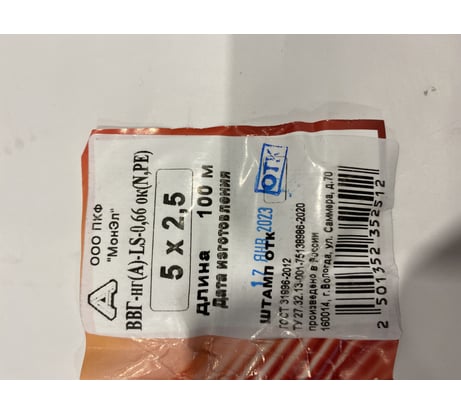 ООО ПКФ
"МонЭл"
ВВГ-нг(А)-LS-0,66 ок(N,PE)
5 х 2,5
длина 100 м
Дата изготовления
17 ЯНВ 2023
ШТАМП ОТК
ОТК
ГОСТ 31996-2012
ТУ 27.32.13-001-75138986-2020
произведено в России
160014, г. Вологда, ул. Саммера, д.70
2 501352 352512